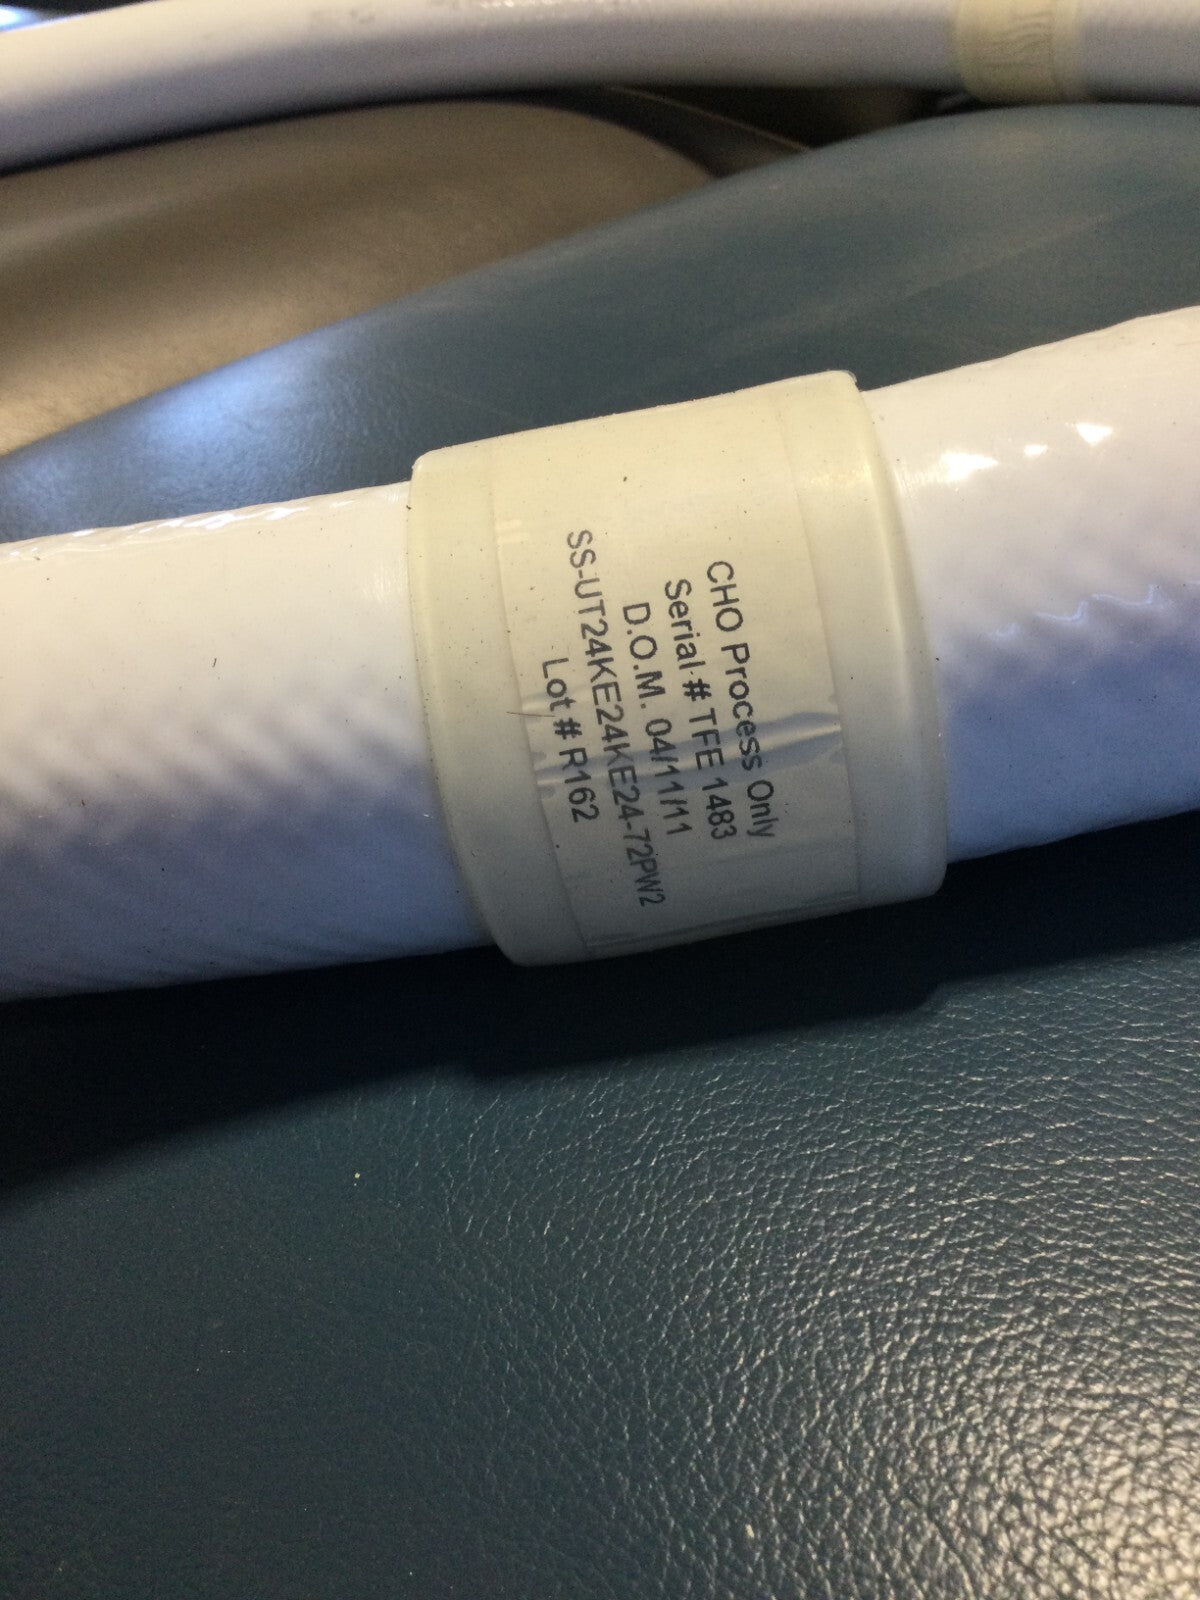 CHO Process Only
Serial # TFE 1483
D.O.M. 04/11/11
SS-UT24KE24KE24-72PW2
Lot # R162